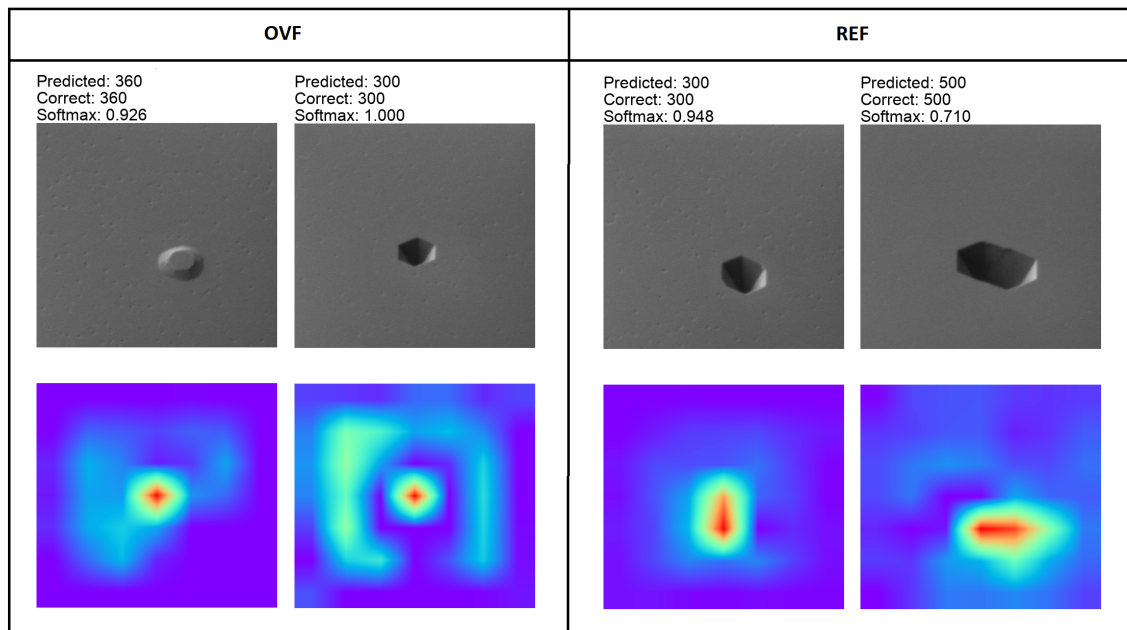 OVF
REF
Predicted: 360
Correct: 360
Softmax: 0.926
Predicted: 300
Correct: 300
Softmax: 1.000
Predicted: 300
Correct: 300
Softmax: 0.948
Predicted: 500
Correct: 500
Softmax: 0.710